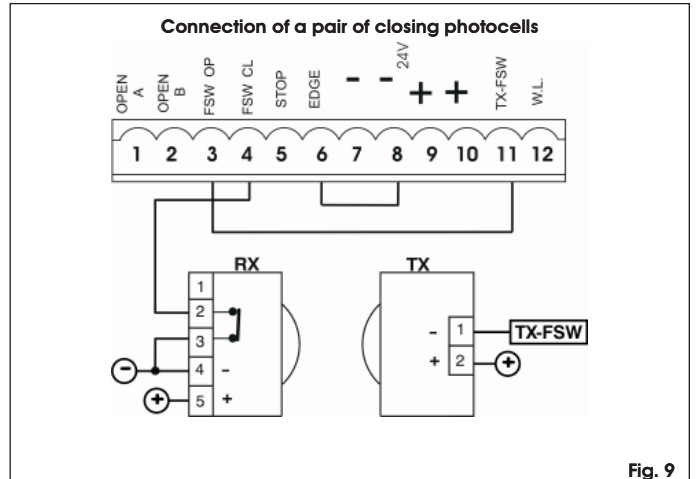 Connection of a pair of closing photocells
OPEN A
OPEN B
FSW OP
FSW CL
STOP
EDGE
- - 24V
+ +
TX-FSW
W.L.
1 2 3 4 5 6 7 8 9 10 11 12
RX
1
2
3
4 -
5 +
-
+
TX
- 1 TX-FSW
+ 2 +
Fig. 9